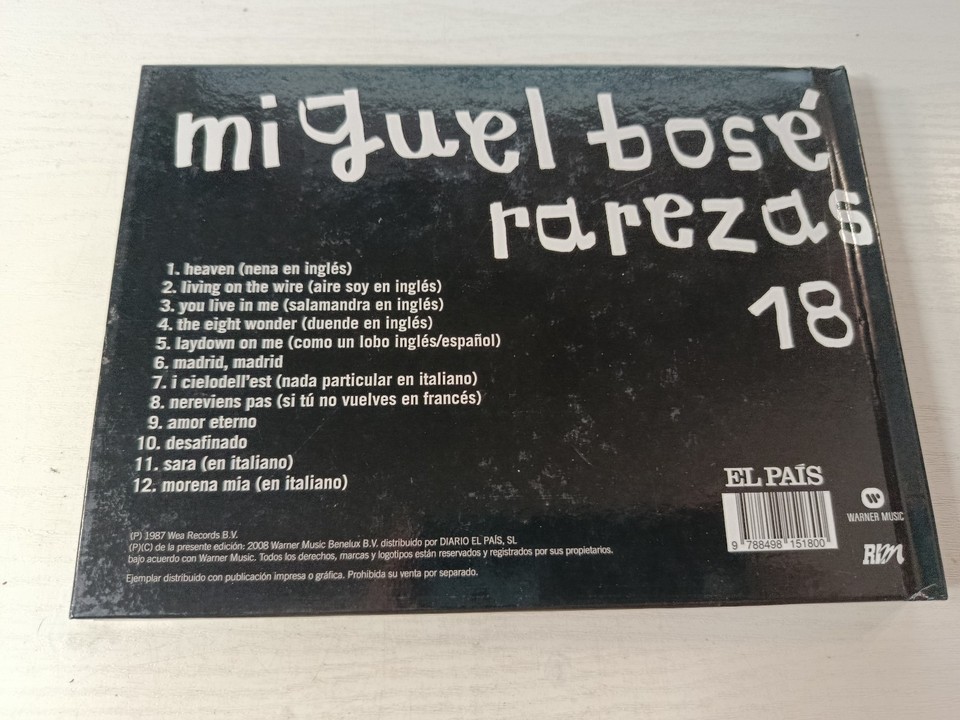 miguel bosé
rarezas
18
1. heaven (nena en inglés)
2. living on the wire (aire soy en inglés)
3. you live in me (salamandra en inglés)
4. the eight wonder (duende en inglés)
5. laydown on me (como un lobo inglés/español)
6. madrid, madrid
7. i cielodell'est (nada particular en italiano)
8. nereviens pas (si tú no vuelves en francés)
9. amor eterno
10. desafinado
11. sara (en italiano)
12. morena mia (en italiano)
EL PAÍS
9 788498 151800
WARNER MUSIC
RLM
(P) 1987 Wea Records B.V.
(P)(C) de la presente edición: 2008 Warner Music Benelux B.V. distribuido por DIARIO EL PAÍS, SL
bajo acuerdo con Warner Music. Todos los derechos, marcas y logotipos están reservados y registrados por sus propietarios.
Ejemplar distribuido con publicación impresa o gráfica. Prohibida su venta por separado.